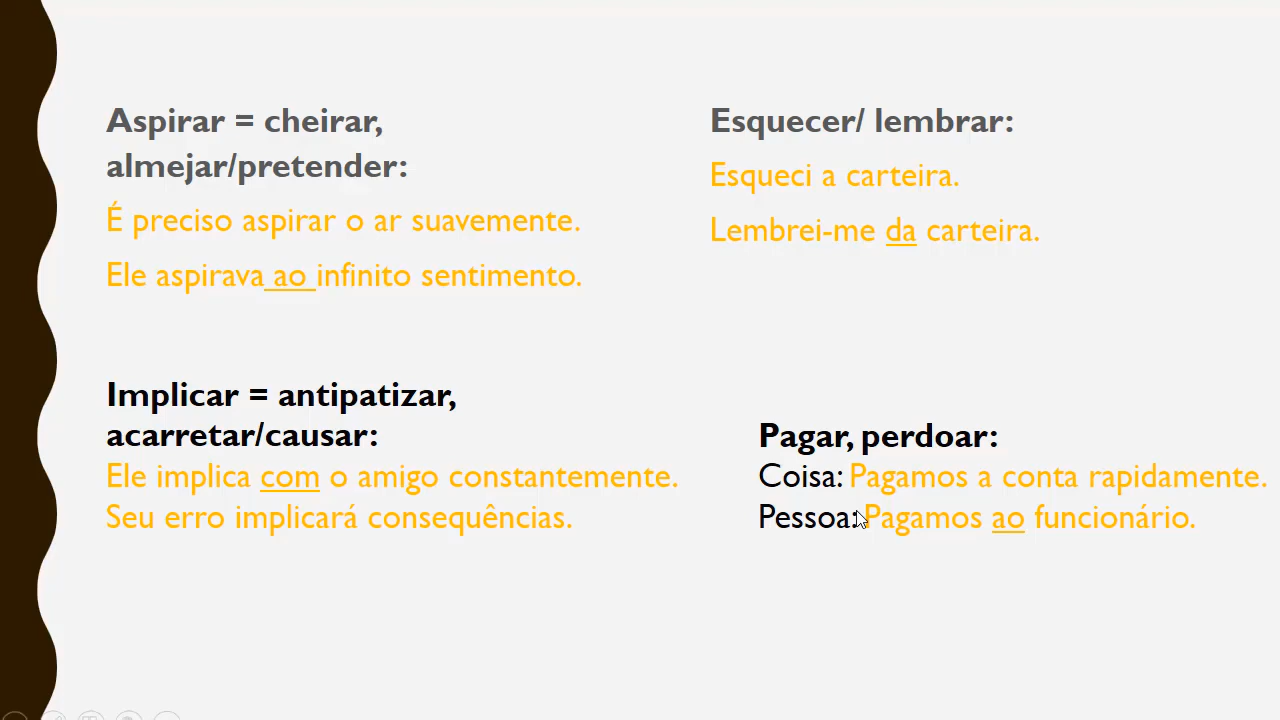 Aspirar = cheirar,
almejar/pretender:
É preciso aspirar o ar suavemente.
Ele aspirava ao infinito sentimento.
Esquecer/ lembrar:
Esqueci a carteira.
Lembrei-me da carteira.
Implicar = antipatizar,
acarretar/causar:
Ele implica com o amigo constantemente.
Seu erro implicará consequências.
Pagar, perdoar:
Coisa: Pagamos a conta rapidamente.
Pessoa: Pagamos ao funcionário.